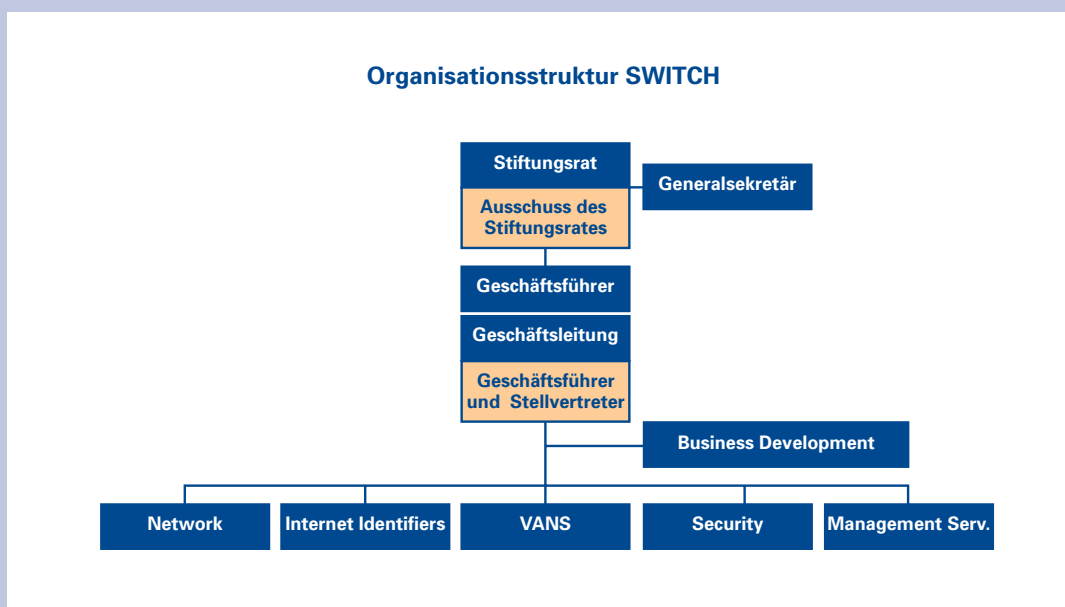 Organisationsstruktur SWITCH
Stiftungsrat
Generalsekretär
Ausschuss des
Stiftungsrates
Geschäftsführer
Geschäftsleitung
Geschäftsführer
und Stellvertreter
Business Development
Network
Internet Identifiers
VANS
Security
Management Serv.